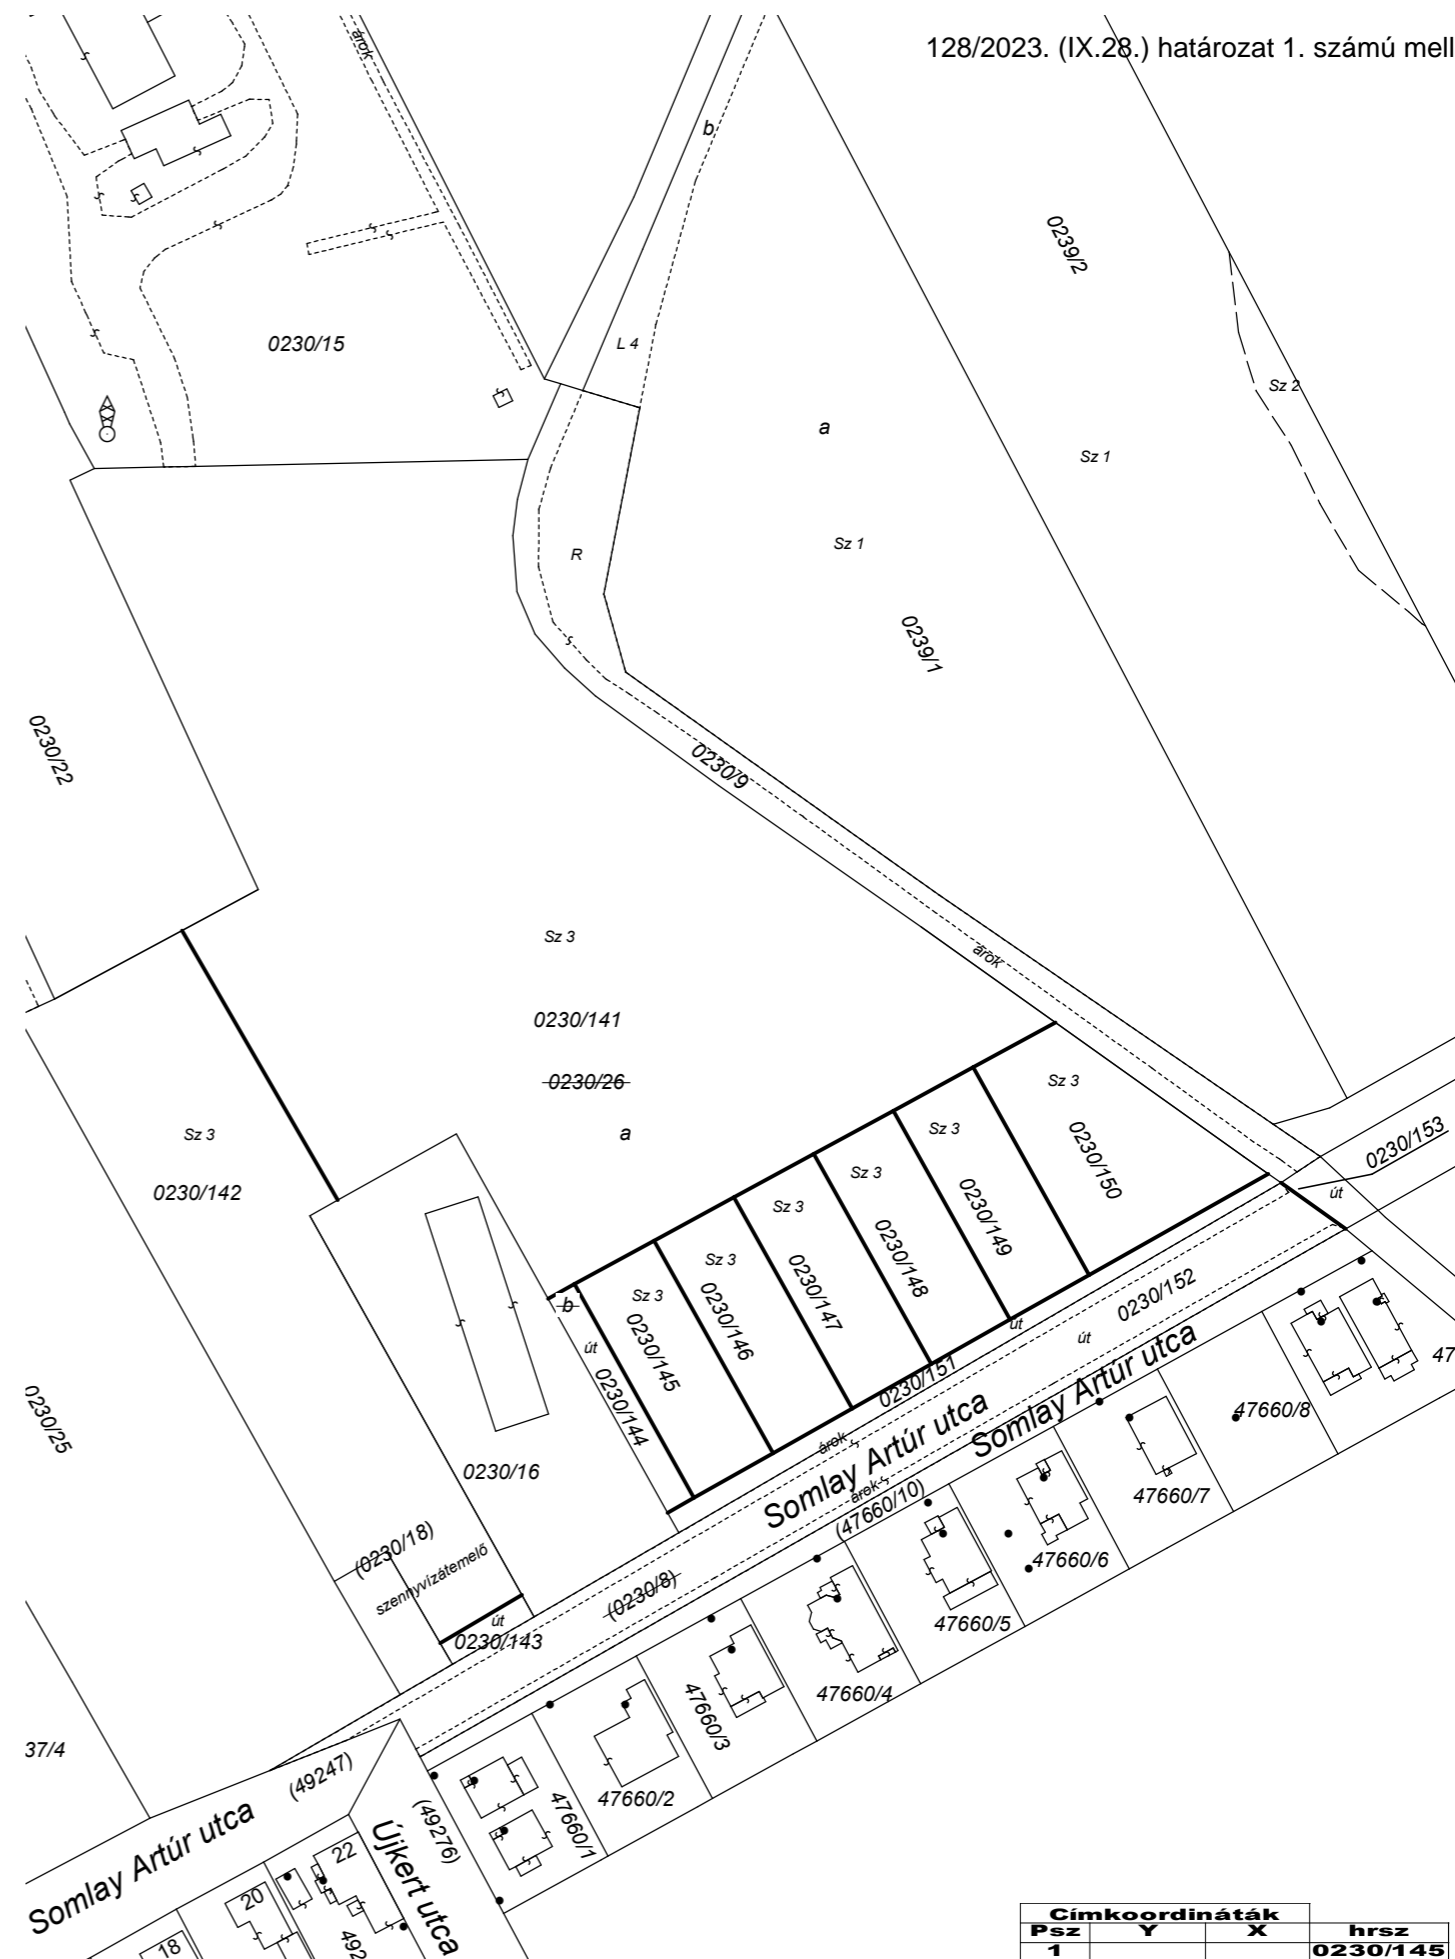 128/2023. (IX.28.) határozat 1. számú mell
árok
b
0239/2
0230/15
L 4
Sz 2
a
Sz 1
Sz 1
R
0239/1
0230/22
0230/9
Sz 3
árok
0230/141
0230/26
a
Sz 3
0230/142
Sz 3
0230/150
Sz 3
0230/149
Sz 3
0230/148
Sz 3
0230/147
Sz 3
0230/146
Sz 3
0230/145
b
út
0230/144
0230/153
út
0230/152
út
út
0230/151
Somlay Artúr utca
Somlay Artúr utca
árok
árok
(47660/10)
0230/25
0230/16
(0230/18)
szennyvízátemelő
út
0230/143
(0230/8)
47
47660/8
47660/7
47660/6
47660/5
47660/4
47660/3
47660/2
47660/1
37/4
(49247)
(49276)
Somlay Artúr utca
Újkert utca
22
20
18
492
Címkoordináták
Psz Y X hrsz
1 0230/145